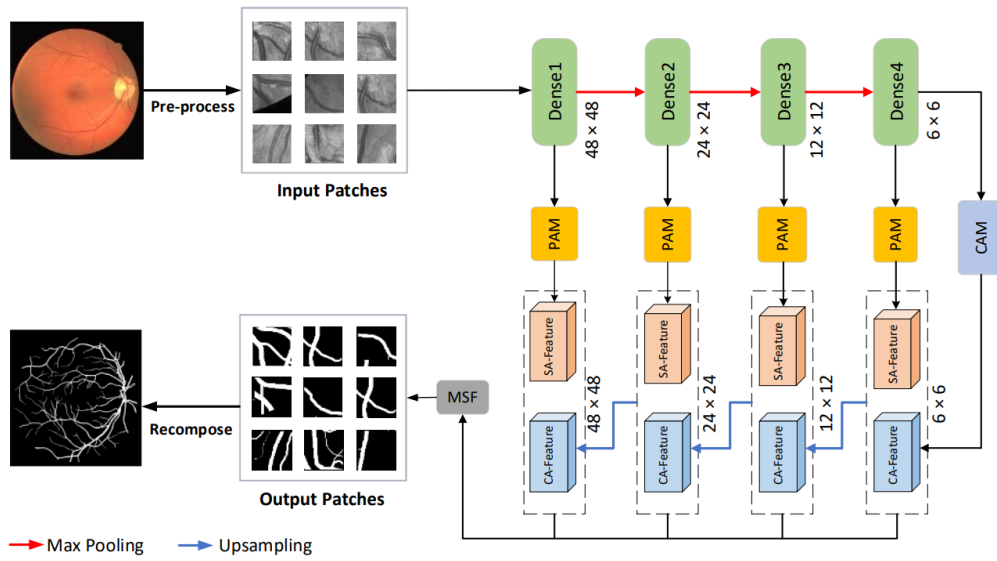 Pre-process
Input Patches
Dense1
48 × 48
Dense2
24 × 24
Dense3
12 × 12
Dense4
6 × 6
PAM
PAM
PAM
PAM
CAM
SA-Feature
CA-Feature
48 × 48
SA-Feature
CA-Feature
24 × 24
SA-Feature
CA-Feature
12 × 12
SA-Feature
CA-Feature
6 × 6
MSF
Recompose
Output Patches
Max Pooling
Upsampling